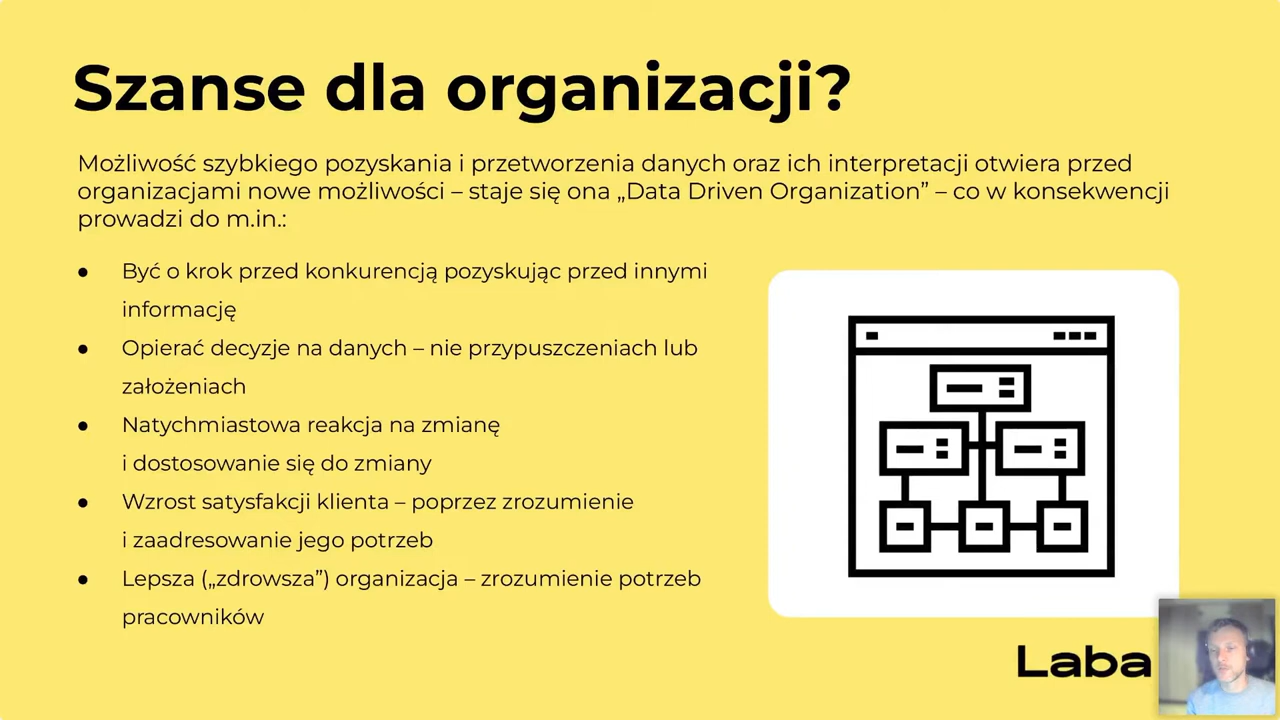 Szanse dla organizacji?
Możliwość szybkiego pozyskania i przetworzenia danych oraz ich interpretacji otwiera przed
organizacjami nowe możliwości – staje się ona „Data Driven Organization” – co w konsekwencji
prowadzi do m.in.:
● Być o krok przed konkurencją pozyskując przed innymi
informację
● Opierać decyzje na danych – nie przypuszczeniach lub
założeniach
● Natychmiastowa reakcja na zmianę
i dostosowanie się do zmiany
● Wzrost satysfakcji klienta – poprzez zrozumienie
i zaadresowanie jego potrzeb
● Lepsza („zdrowsza”) organizacja – zrozumienie potrzeb
pracowników
Laba